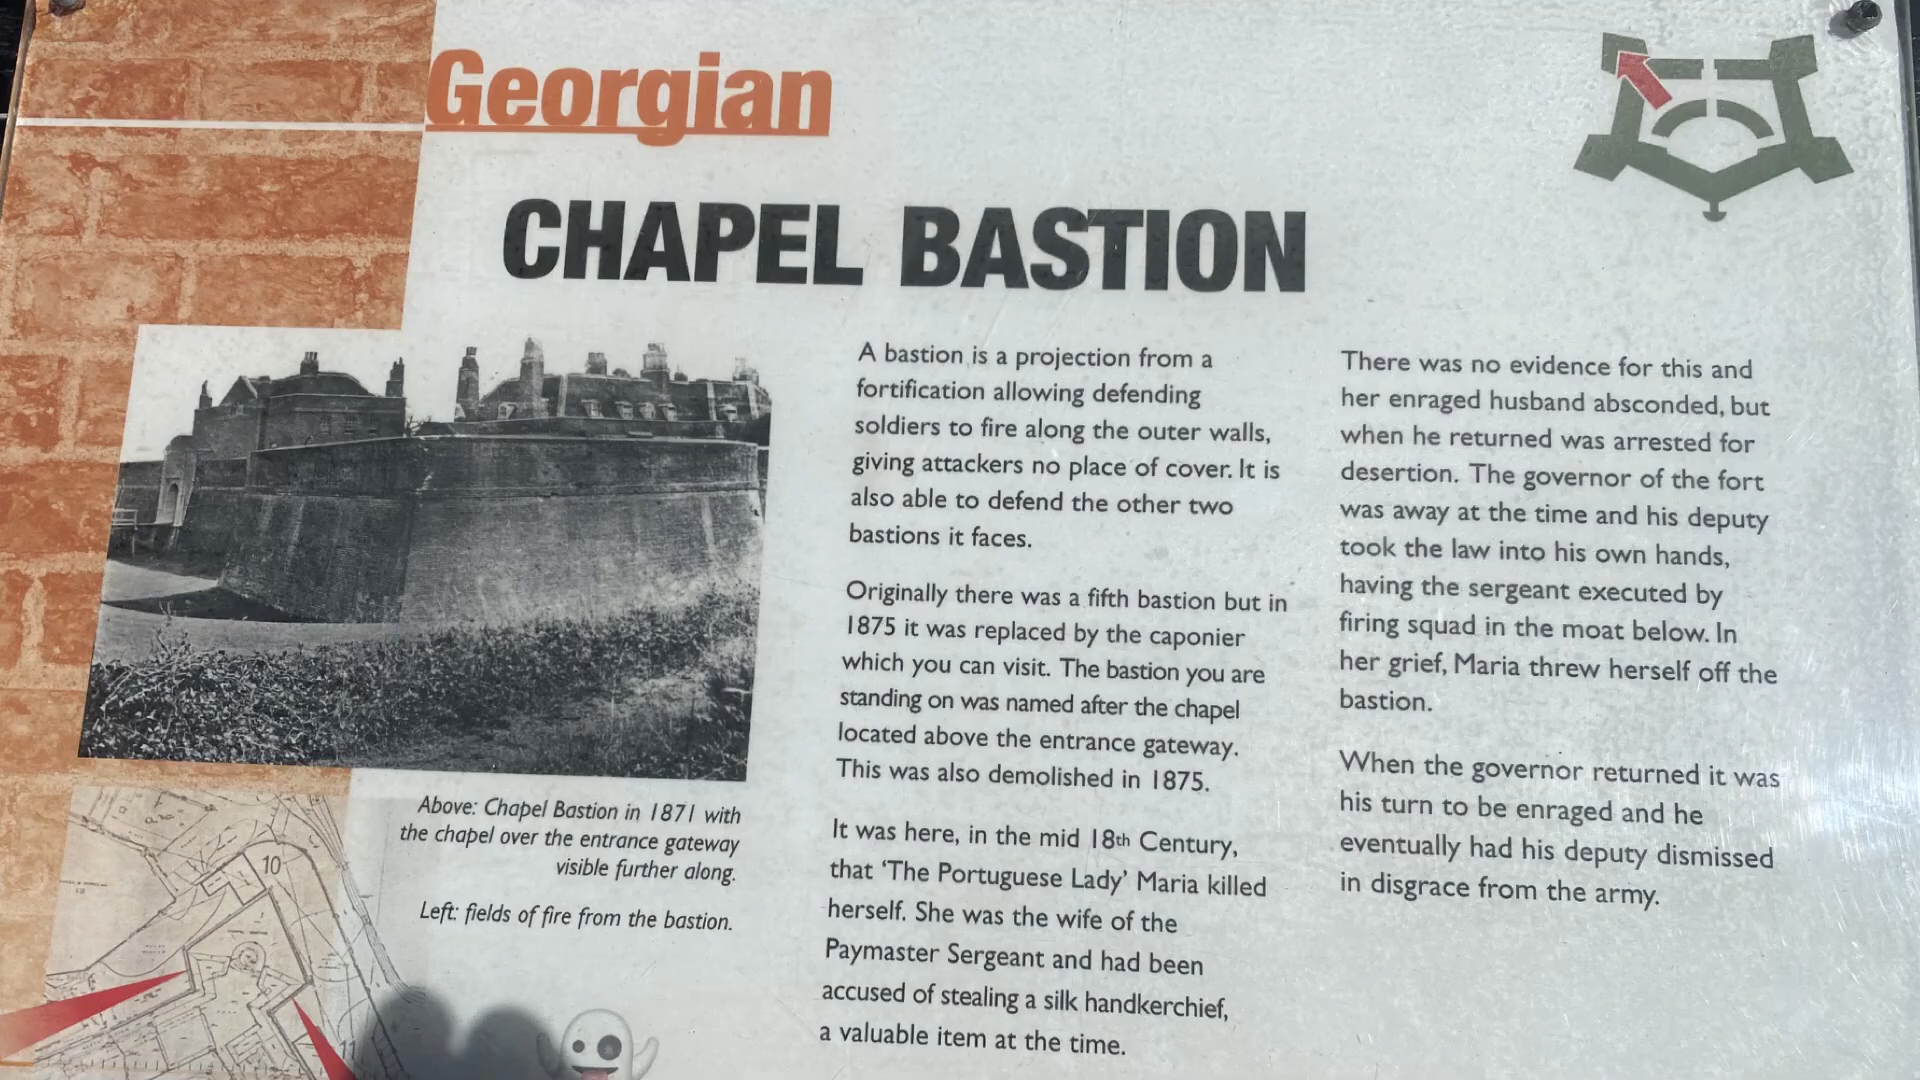 Georgian
CHAPEL BASTION
A bastion is a projection from a
fortification allowing defending
soldiers to fire along the outer walls,
giving attackers no place of cover. It is
also able to defend the other two
bastions it faces.
Originally there was a fifth bastion but in
1875 it was replaced by the caponier
which you can visit. The bastion you are
standing on was named after the chapel
located above the entrance gateway.
This was also demolished in 1875.
It was here, in the mid 18th Century,
that ‘The Portuguese Lady’ Maria killed
herself. She was the wife of the
Paymaster Sergeant and had been
accused of stealing a silk handkerchief,
a valuable item at the time.
There was no evidence for this and
her enraged husband absconded, but
when he returned was arrested for
desertion. The governor of the fort
was away at the time and his deputy
took the law into his own hands,
having the sergeant executed by
firing squad in the moat below. In
her grief, Maria threw herself off the
bastion.
When the governor returned it was
his turn to be enraged and he
eventually had his deputy dismissed
in disgrace from the army.
Above: Chapel Bastion in 1871 with
the chapel over the entrance gateway
visible further along.
Left: fields of fire from the bastion.
10
11